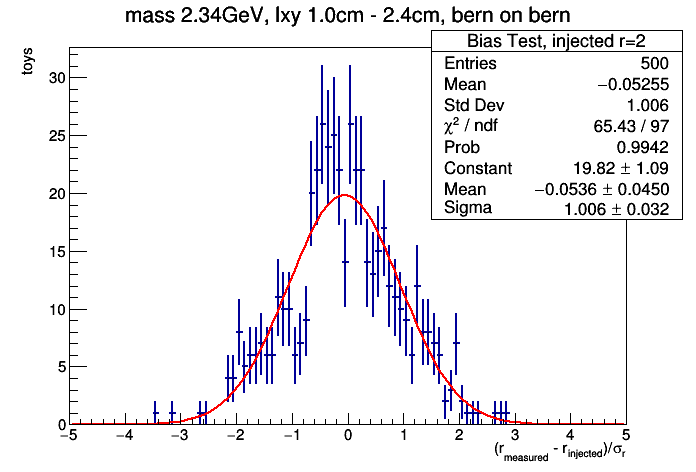 mass 2.34GeV, lxy 1.0cm - 2.4cm, bern on bern
Bias Test, injected r=2
Entries 500
Mean −0.05255
Std Dev 1.006
χ² / ndf 65.43 / 97
Prob 0.9942
Constant 19.82 ± 1.09
Mean −0.0536 ± 0.0450
Sigma 1.006 ± 0.032
toys
30
25
20
15
10
5
0
−5 −4 −3 −2 −1 0 1 2 3 4 5
(r_measured - r_injected)/σ_r